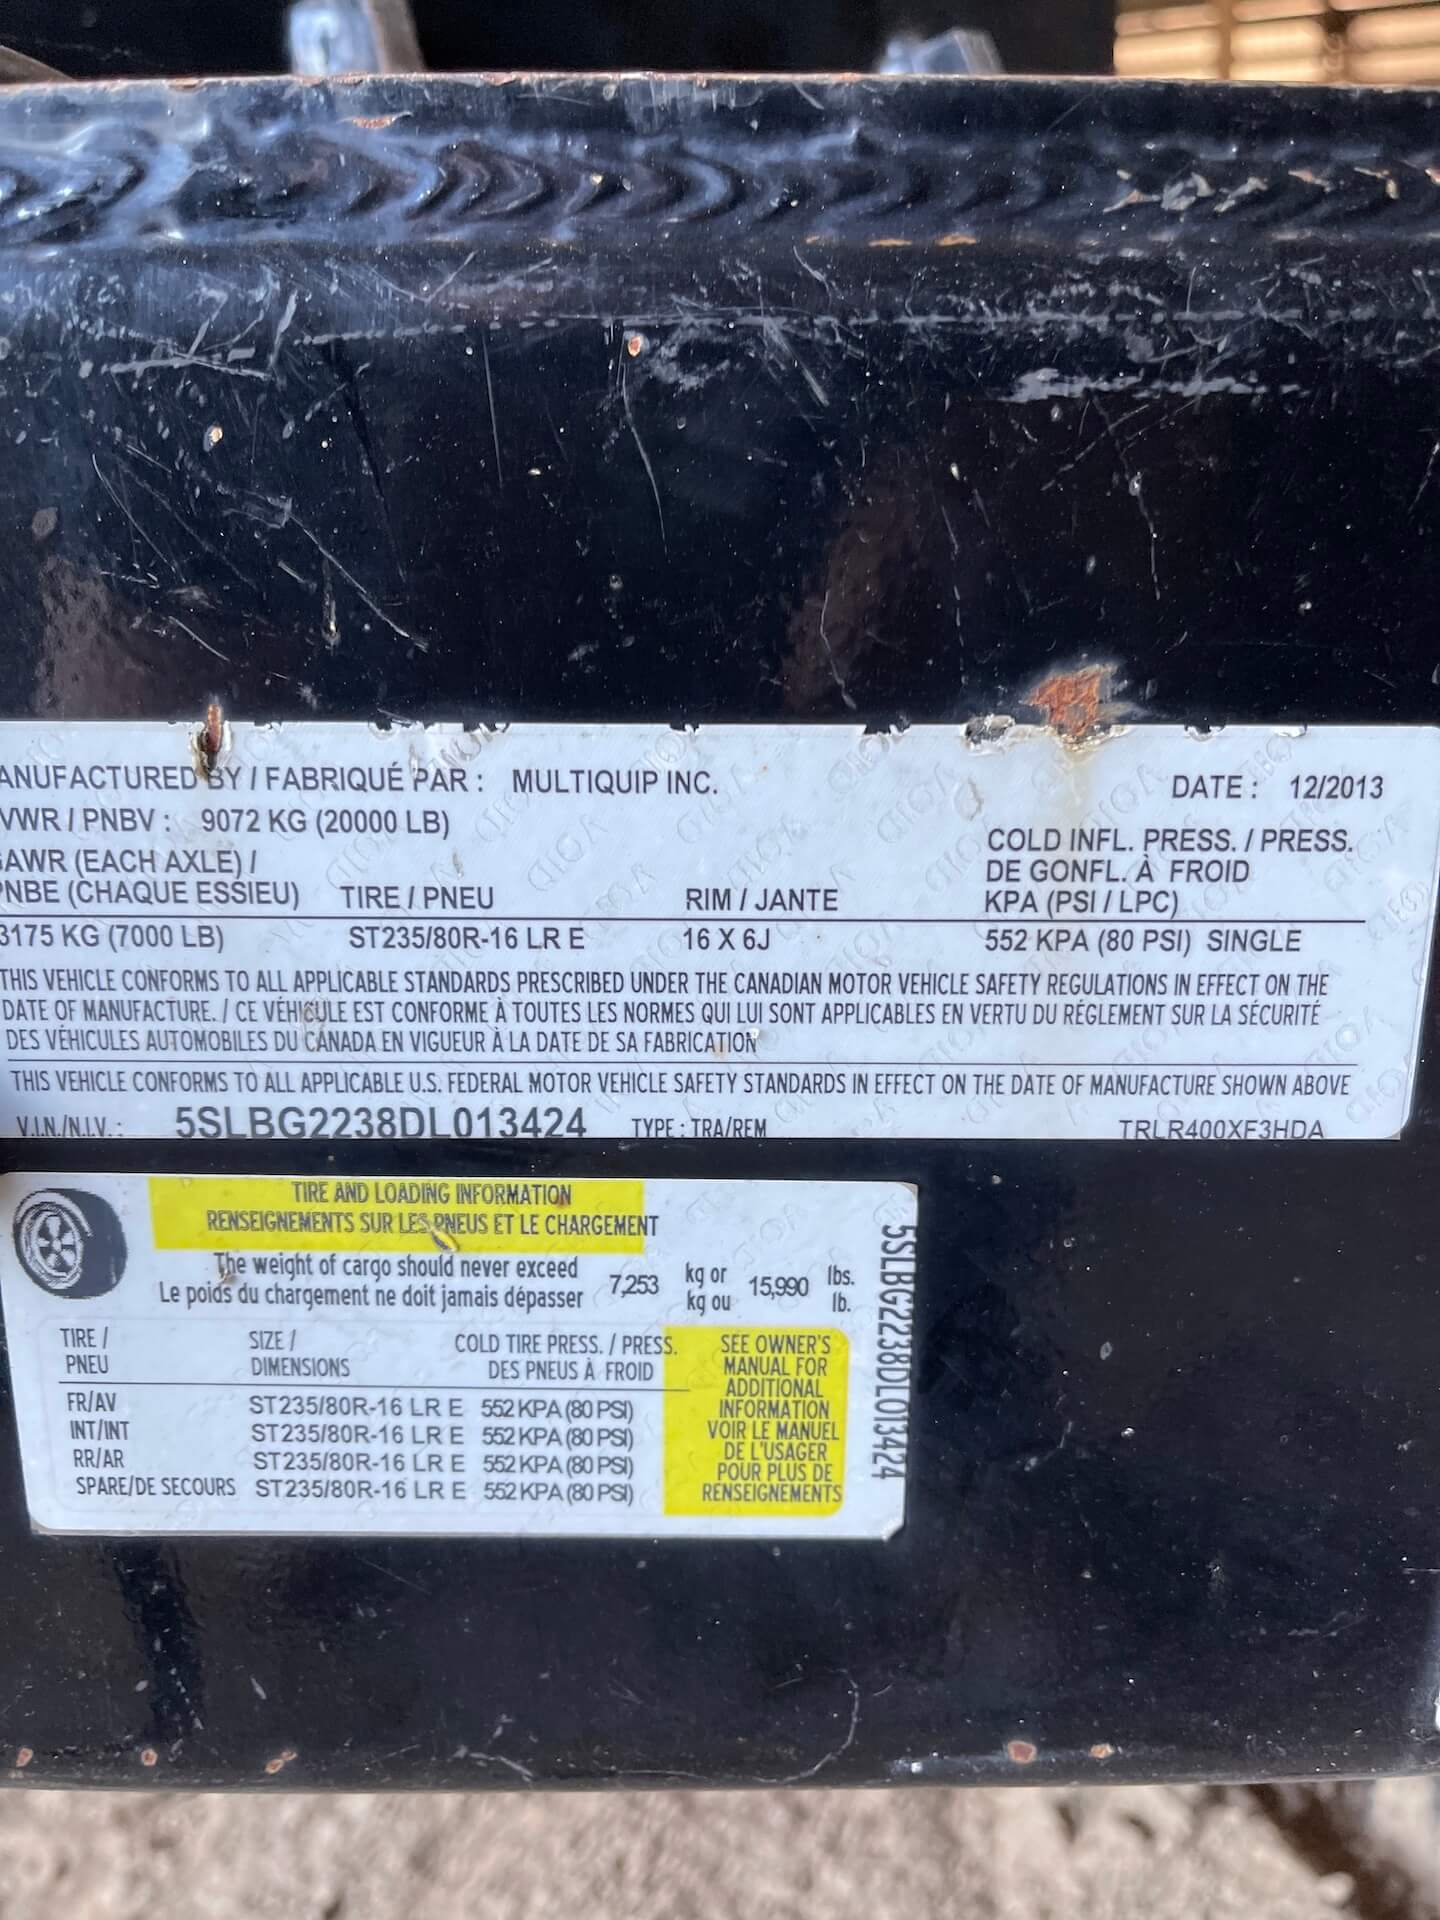 ANUFACTURED BY / FABRIQUÉ PAR : MULTIQUIP INC. DATE : 12/2013
VWR / PNBV : 9072 KG (20000 LB)
COLD INFL. PRESS. / PRESS.
GAWR (EACH AXLE) /
DE GONFL. À FROID
PNBE (CHAQUE ESSIEU) TIRE / PNEU RIM / JANTE KPA (PSI / LPC)
3175 KG (7000 LB) ST235/80R-16 LR E 16 X 6J 552 KPA (80 PSI) SINGLE
THIS VEHICLE CONFORMS TO ALL APPLICABLE STANDARDS PRESCRIBED UNDER THE CANADIAN MOTOR VEHICLE SAFETY REGULATIONS IN EFFECT ON THE
DATE OF MANUFACTURE. / CE VÉHICULE EST CONFORME À TOUTES LES NORMES QUI LUI SONT APPLICABLES EN VERTU DU RÉGLEMENT SUR LA SÉCURITÉ
DES VÉHICULES AUTOMOBILES DU CANADA EN VIGUEUR À LA DATE DE SA FABRICATION
THIS VEHICLE CONFORMS TO ALL APPLICABLE U.S. FEDERAL MOTOR VEHICLE SAFETY STANDARDS IN EFFECT ON THE DATE OF MANUFACTURE SHOWN ABOVE
V.I.N./N.I.V.: 5SLBG2238DL013424 TYPE : TRA/REM TRLR400XF3HDA
TIRE AND LOADING INFORMATION
RENSEIGNEMENTS SUR LES PNEUS ET LE CHARGEMENT
The weight of cargo should never exceed 7,253 kg or 15,990 lbs.
Le poids du chargement ne doit jamais dépasser kg ou lb.
TIRE / SIZE / COLD TIRE PRESS. / PRESS.
PNEU DIMENSIONS DES PNEUS À FROID
FR/AV ST235/80R-16 LR E 552 KPA (80 PSI)
INT/INT ST235/80R-16 LR E 552 KPA (80 PSI)
RR/AR ST235/80R-16 LR E 552 KPA (80 PSI)
SPARE/DE SECOURS ST235/80R-16 LR E 552 KPA (80 PSI)
SEE OWNER'S
MANUAL FOR
ADDITIONAL
INFORMATION
VOIR LE MANUEL
DE L'USAGER
POUR PLUS DE
RENSEIGNEMENTS
5SLBG2238DL013424